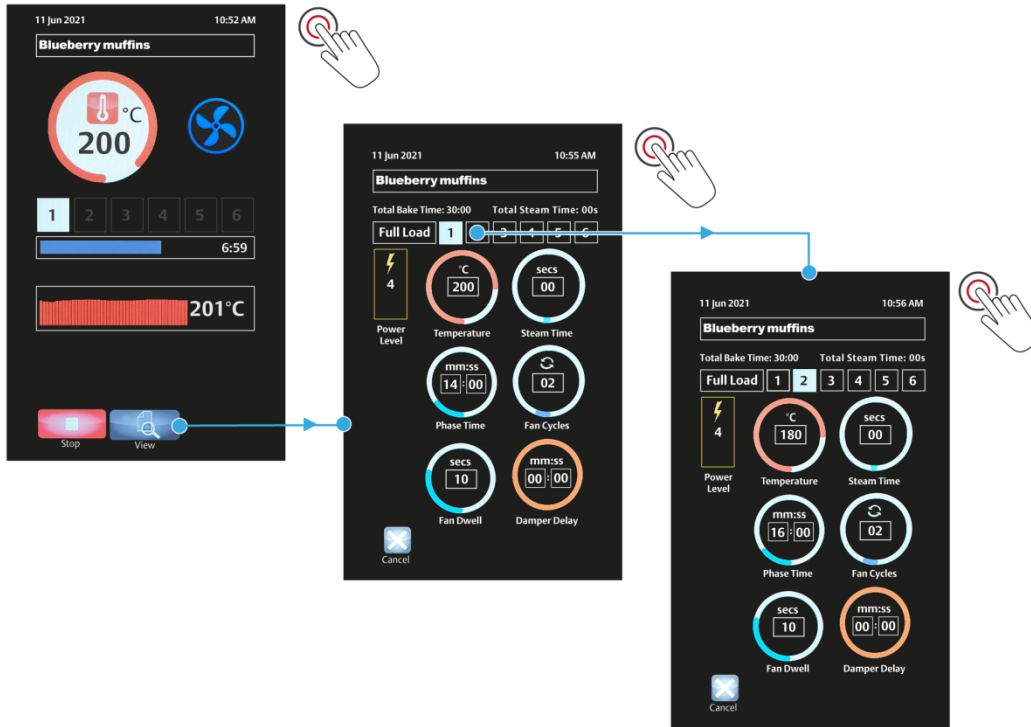 11 Jun 2021 10:52 AM
Blueberry muffins
°C
200
1 2 3 4 5 6
6:59
201°C
Stop View
11 Jun 2021 10:55 AM
Blueberry muffins
Total Bake Time: 30:00 Total Steam Time: 00s
Full Load 1 3 4 5 6
4
Power
Level
°C
200
Temperature
secs
00
Steam Time
mm:ss
14:00
Phase Time
02
Fan Cycles
secs
10
Fan Dwell
mm:ss
00:00
Damper Delay
Cancel
11 Jun 2021 10:56 AM
Blueberry muffins
Total Bake Time: 30:00 Total Steam Time: 00s
Full Load 1 2 3 4 5 6
4
Power
Level
°C
180
Temperature
secs
00
Steam Time
mm:ss
16:00
Phase Time
02
Fan Cycles
secs
10
Fan Dwell
mm:ss
00:00
Damper Delay
Cancel